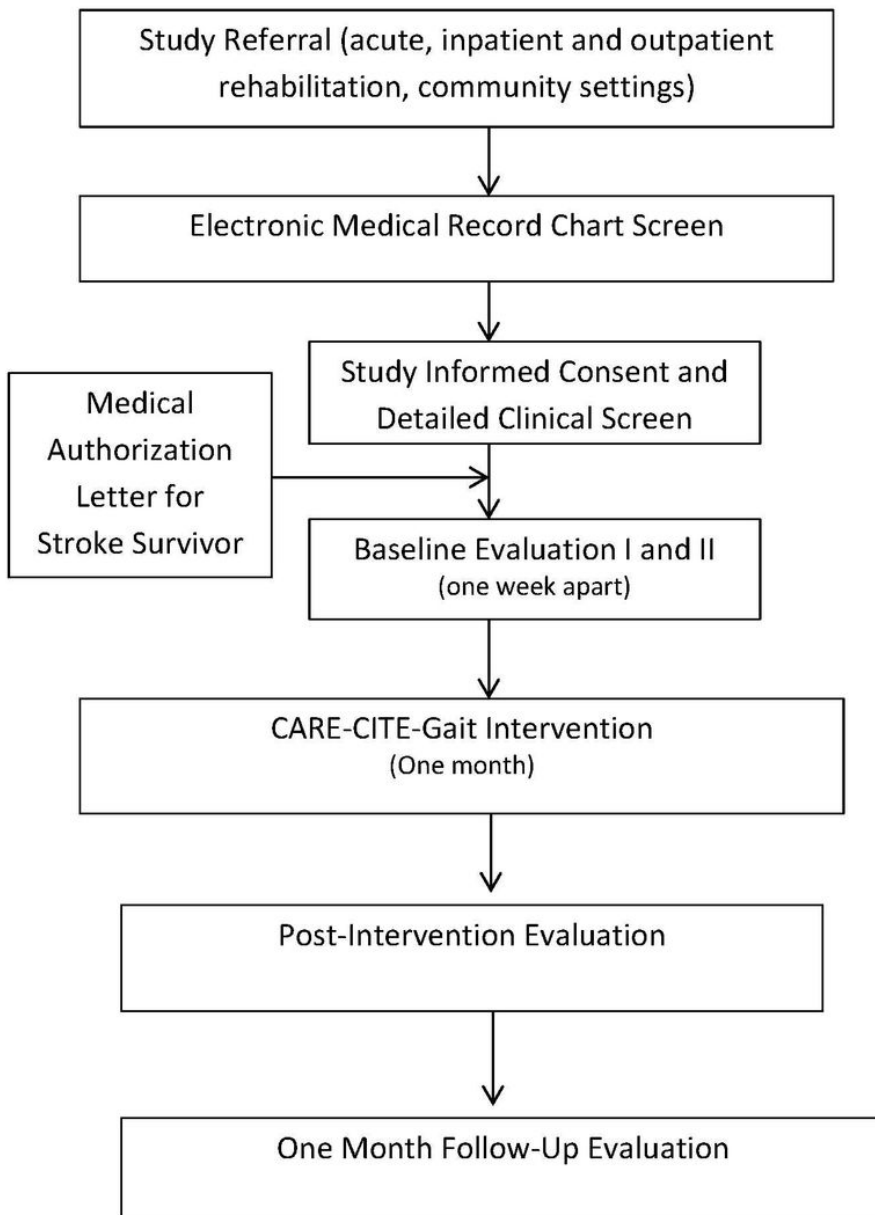 Study Referral (acute, inpatient and outpatient
rehabilitation, community settings)
Electronic Medical Record Chart Screen
Study Informed Consent and
Detailed Clinical Screen
Medical
Authorization
Letter for
Stroke Survivor
Baseline Evaluation I and II
(one week apart)
CARE-CITE-Gait Intervention
(One month)
Post-Intervention Evaluation
One Month Follow-Up Evaluation